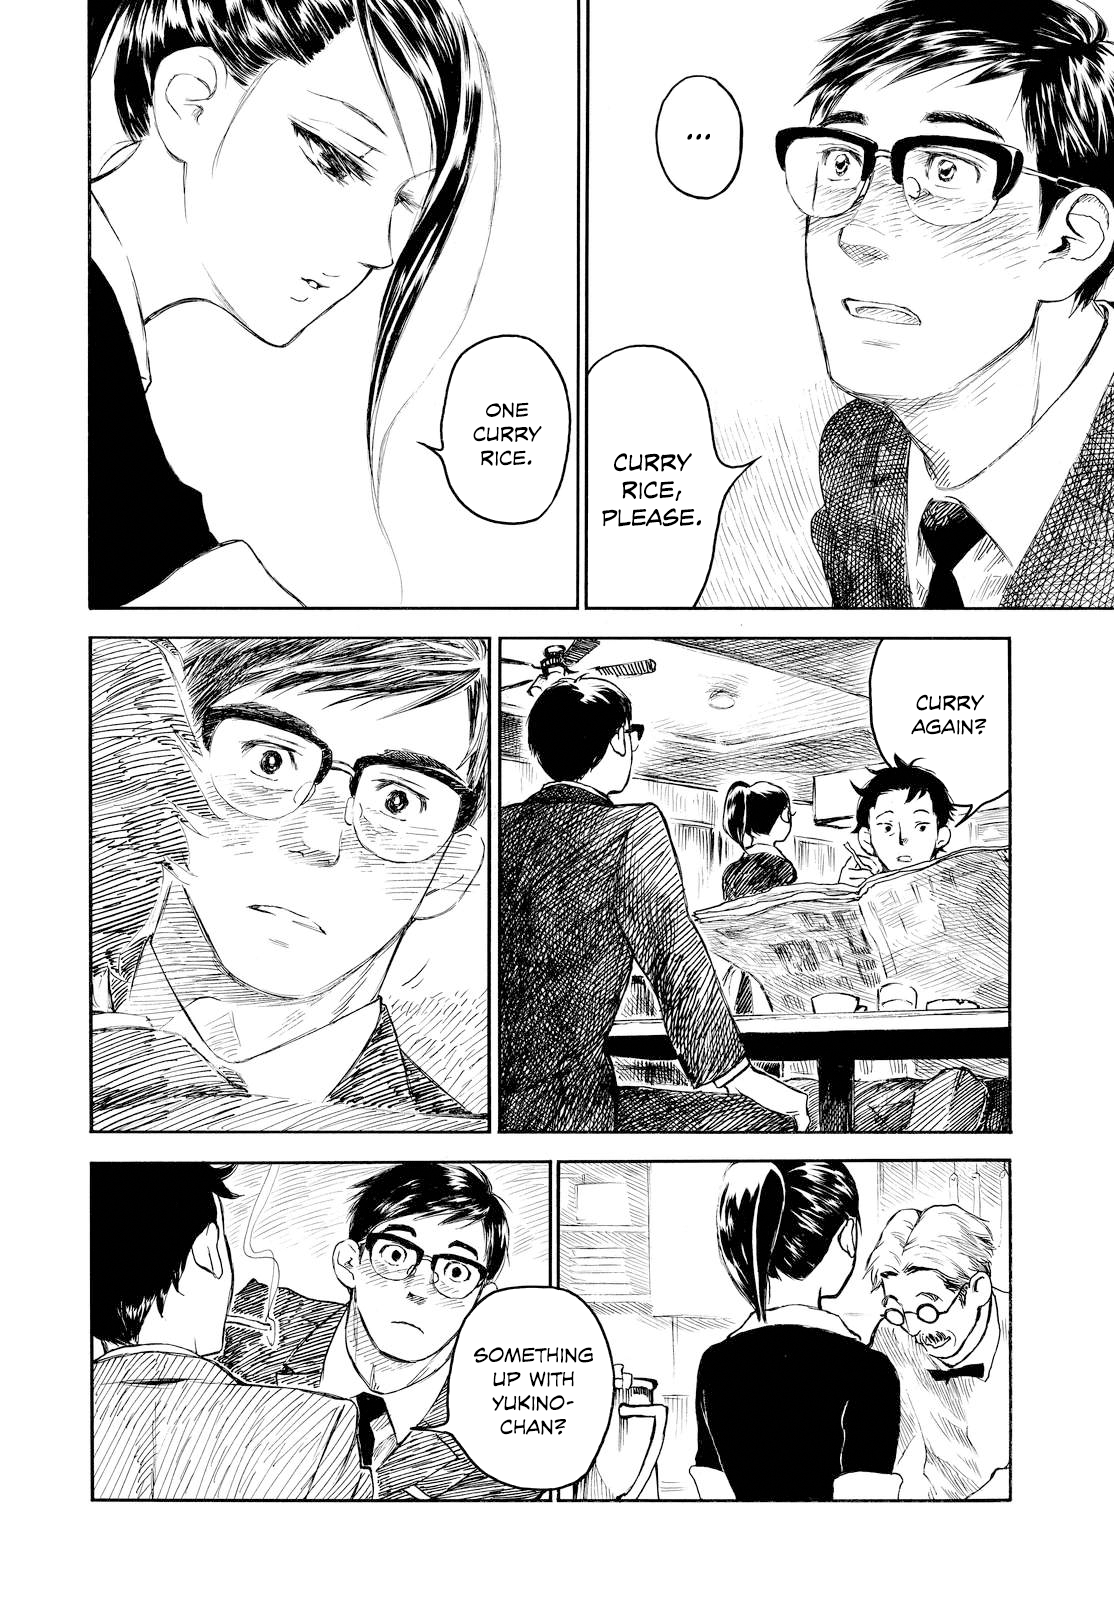 ...
CURRY
RICE,
PLEASE.
ONE
CURRY
RICE.
CURRY
AGAIN?
SOMETHING
UP WITH
YUKINO-
CHAN?